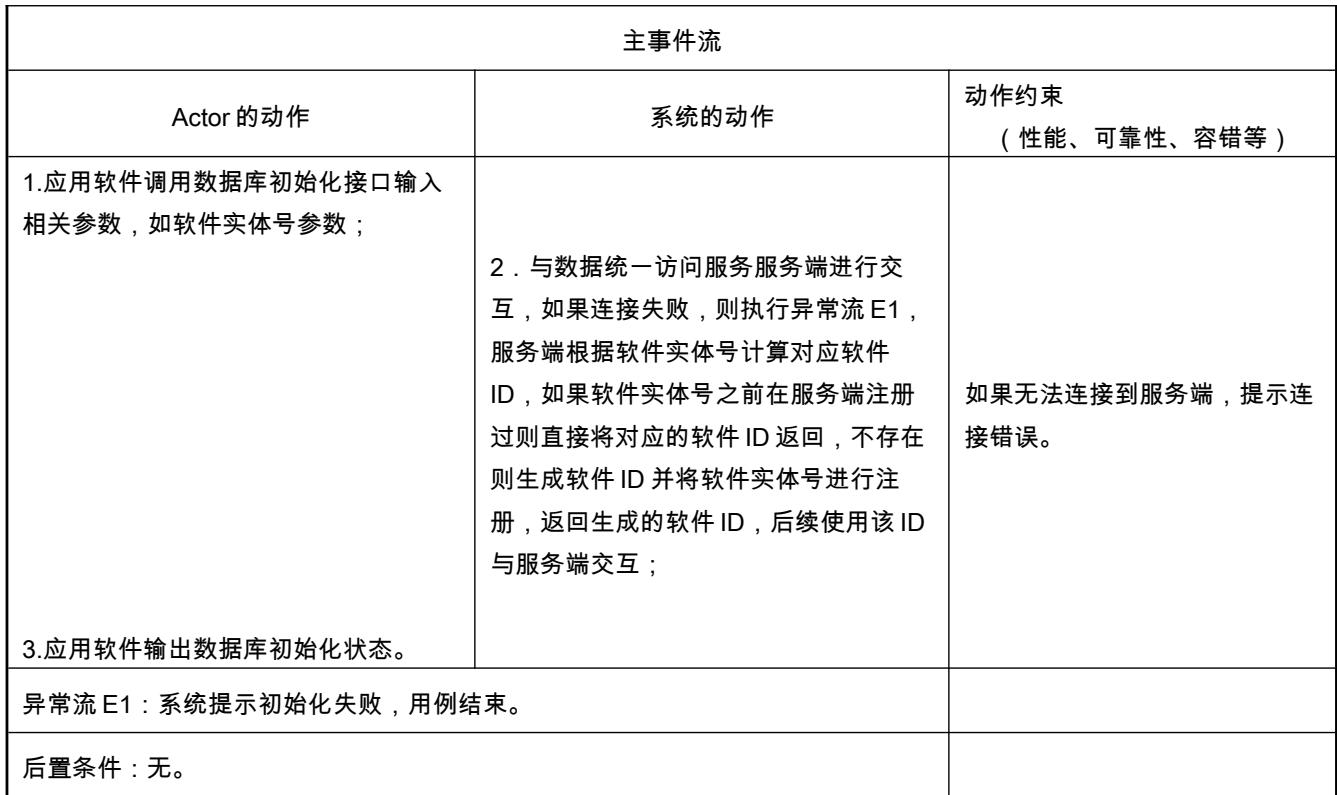 主事件流
Actor 的动作
系统的动作
动作约束
（性能、可靠性、容错等）
1.应用软件调用数据库初始化接口输入
相关参数，如软件实体号参数；
2．与数据统一访问服务服务端进行交
互，如果连接失败，则执行异常流 E1，
服务端根据软件实体号计算对应软件
ID，如果软件实体号之前在服务端注册
过则直接将对应的软件 ID 返回，不存在
则生成软件 ID 并将软件实体号进行注
册，返回生成的软件 ID，后续使用该 ID
与服务端交互；
如果无法连接到服务端，提示连
接错误。
3.应用软件输出数据库初始化状态。
异常流 E1：系统提示初始化失败，用例结束。
后置条件：无。